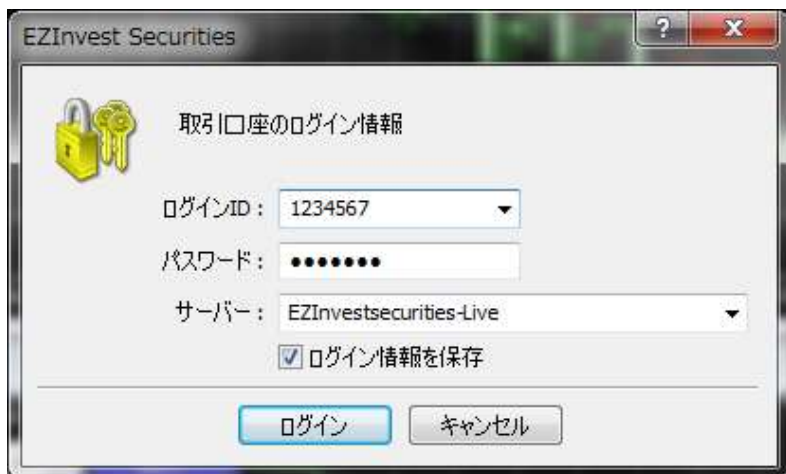 EZInvest Securities
取引口座のログイン情報
ログインID： 1234567
パスワード： ●●●●●●●
サーバー： EZInvestsecurities-Live
ログイン情報を保存
ログイン キャンセル